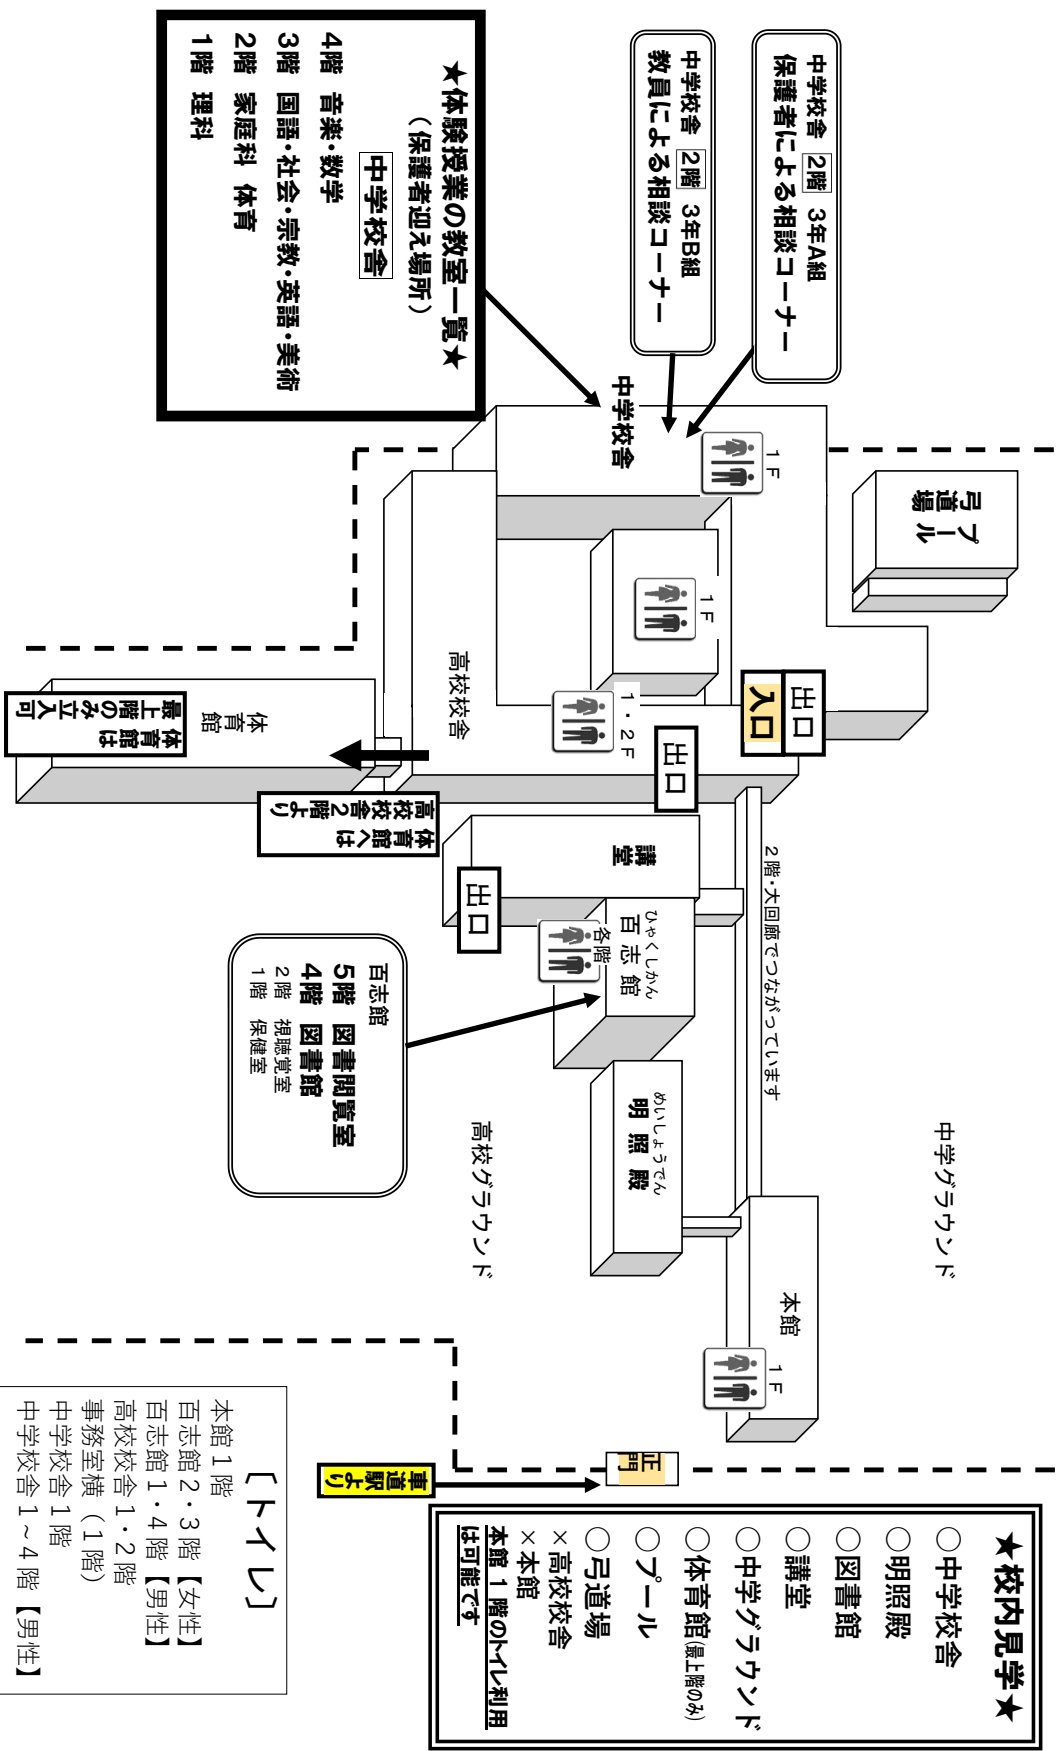 中学校舎 2階 3年A組
保護者による相談コーナー
中学校舎 2階 3年B組
教員による相談コーナー
★体験授業の教室一覧★
(保護者迎え場所)
中学校舎
4階 音楽・数学
3階 国語・社会・宗教・英語・美術
2階 家庭科 体育
1階 理科
中学校舎
1F
プール
弓道場
1F
1・2F
高校校舎
出口
入口
出口
体育館
体育館は
最上階のみ立入可
体育館へは
高校校舎2階より
講堂
出口
ひゃくしかん
百志館
各階
2階・大回廊でつながっています
百志館
5階 図書閲覧室
4階 図書館
2階 視聴覚室
1階 保健室
めいしょうでん
明照殿
中学グラウンド
高校グラウンド
本館
1F
正門
車道駅より
★校内見学★
○中学校舎
○明照殿
○図書館
○講堂
○中学グラウンド
○体育館(最上階のみ)
○プール
○弓道場
×高校校舎
×本館
本館 1階のトイレ利用
は可能です
〔トイレ〕
本館1階
百志館2・3階【女性】
百志館1・4階【男性】
高校校舎1・2階
事務室横(1階)
中学校舎1階
中学校舎1~4階【男性】